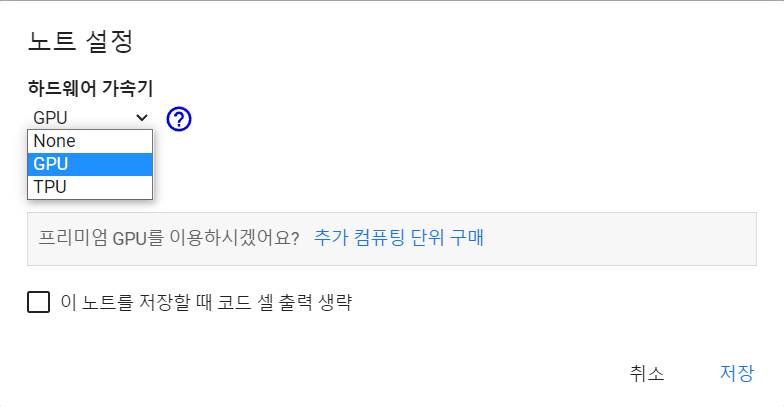 노트 설정
하드웨어 가속기
GPU
None
GPU
TPU
프리미엄 GPU를 이용하시겠어요? 추가 컴퓨팅 단위 구매
이 노트를 저장할 때 코드 셀 출력 생략
취소 저장